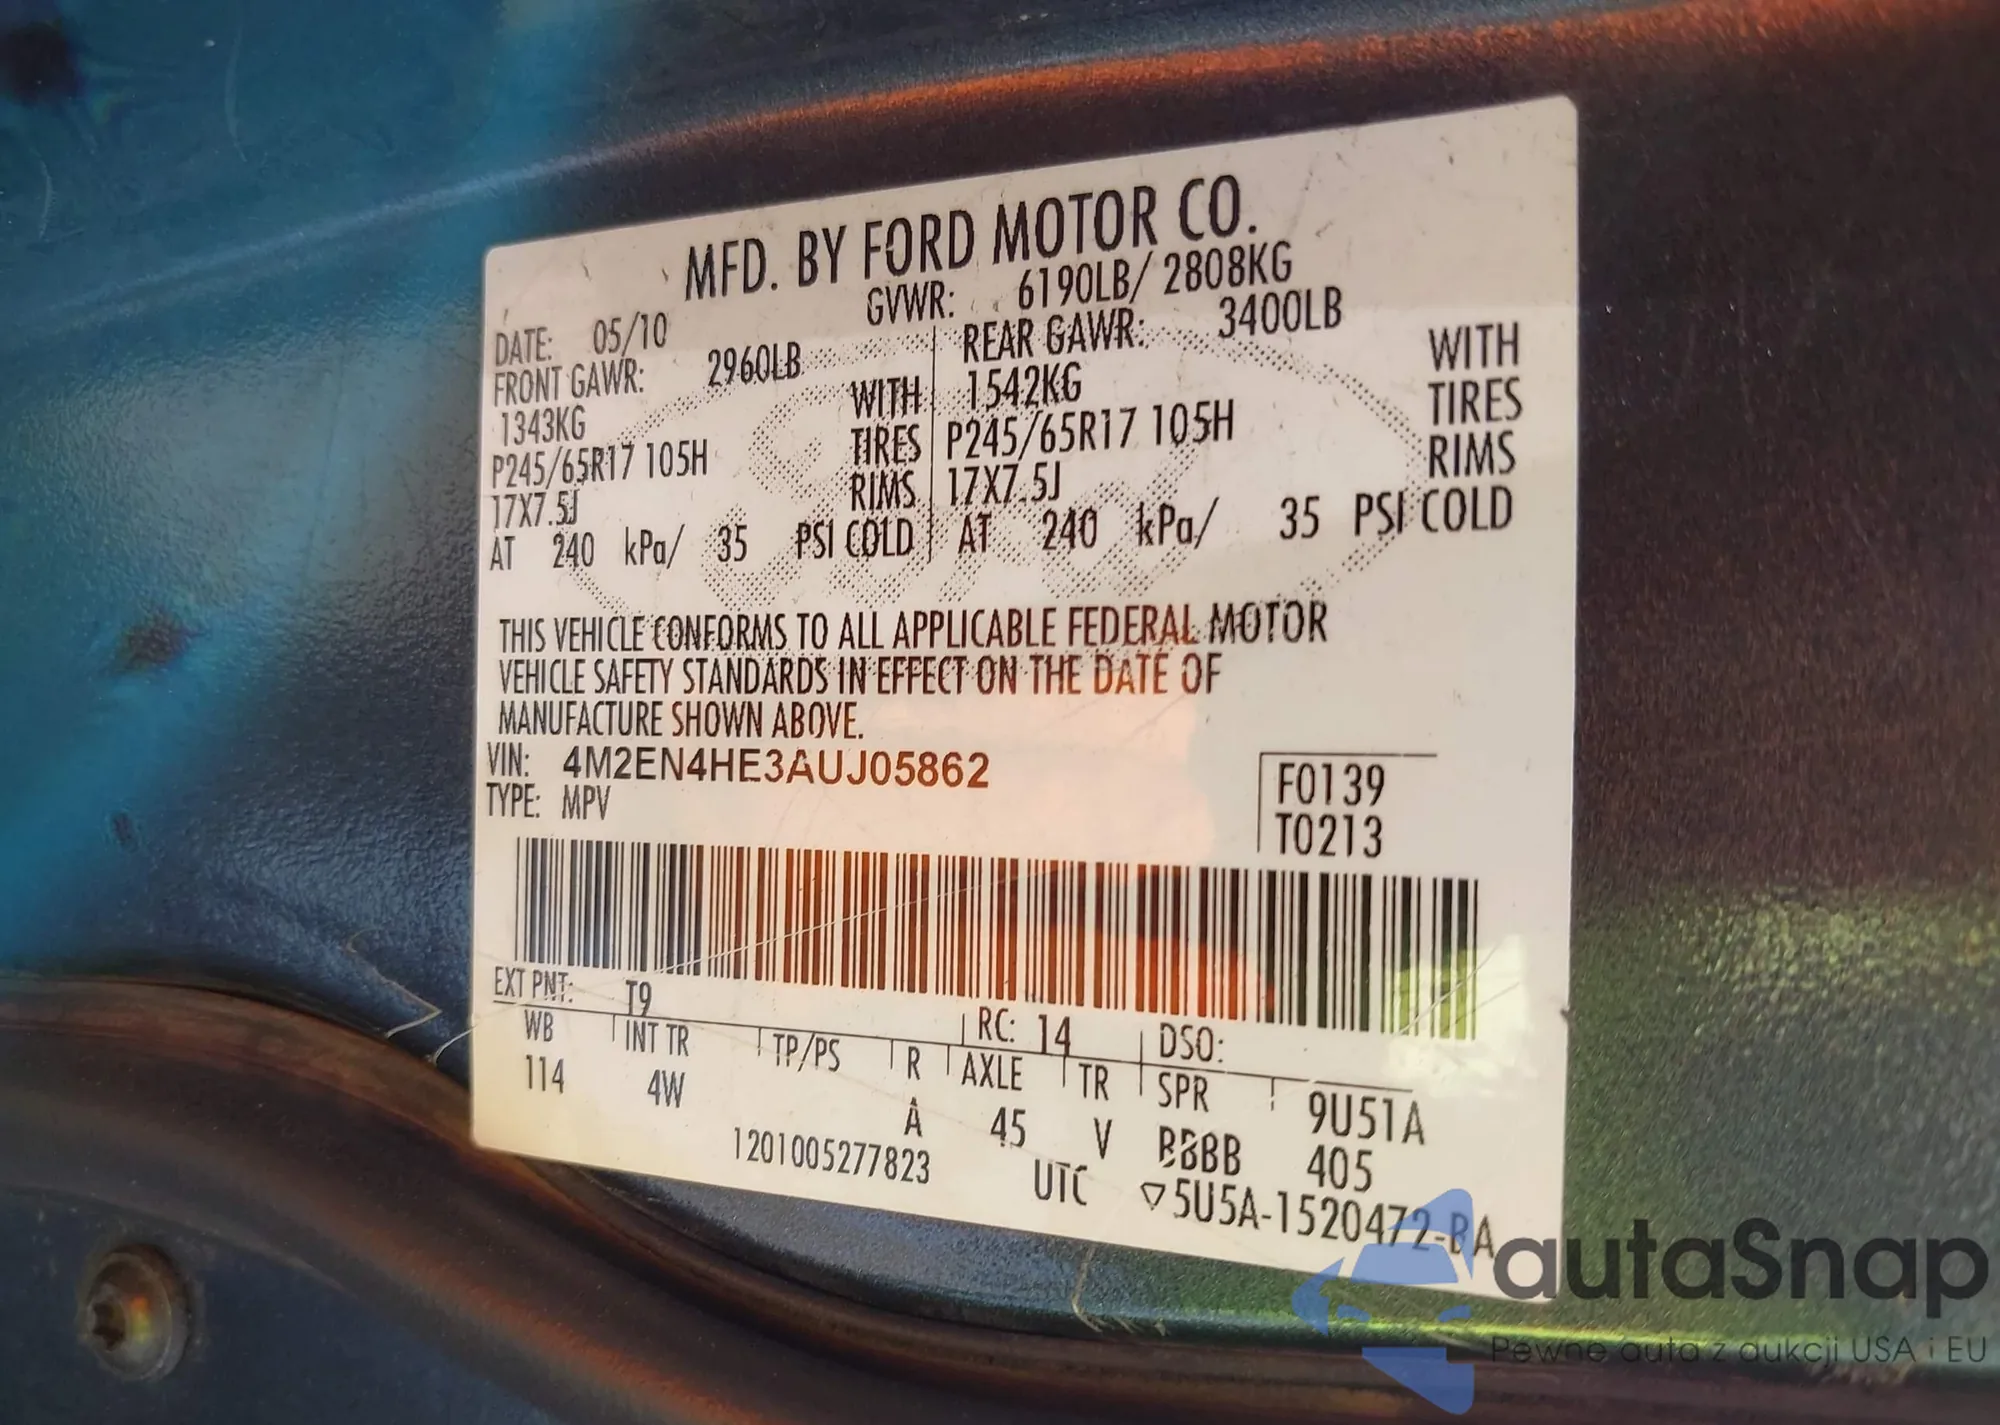 MFD. BY FORD MOTOR CO.
DATE: 05/10 GVWR: 6190LB/ 2808KG
FRONT GAWR: 2960LB REAR GAWR: 3400LB
1343KG WITH 1542KG WITH
P245/65R17 105H TIRES P245/65R17 105H TIRES
17X7.5J RIMS 17X7.5J RIMS
AT 240 kPa/ 35 PSI COLD AT 240 kPa/ 35 PSI COLD
THIS VEHICLE CONFORMS TO ALL APPLICABLE FEDERAL MOTOR
VEHICLE SAFETY STANDARDS IN EFFECT ON THE DATE OF
MANUFACTURE SHOWN ABOVE.
VIN: 4M2EN4HE3AUJ05862 F0139
TYPE: MPV T0213
EXT PNT: T9 RC: 14 DSO:
WB INT TR TP/PS R AXLE TR SPR 9U51A
114 4W A 45 V BBBB 405
1201005277823 UTC ▽5U5A-1520472-BA
autoSnap
Pewne auta z aukcji USA i EU